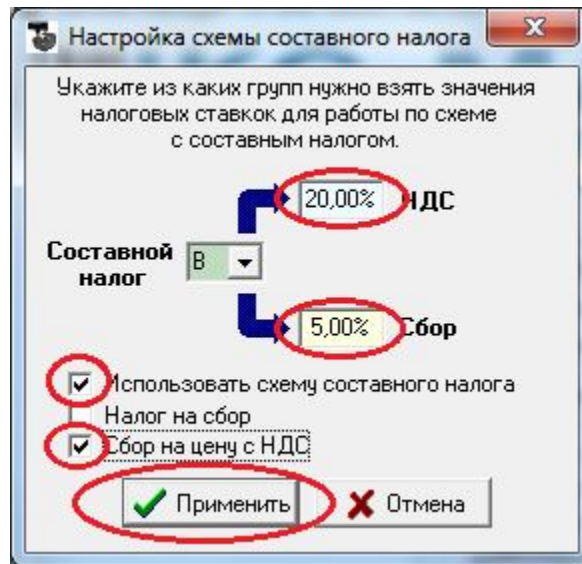 Настройка схемы составного налога
Укажите из каких групп нужно взять значения
налоговых ставкок для работы по схеме
с составным налогом.
20,00% НДС
Составной
налог
В
5,00% Сбор
Использовать схему составного налога
Налог на сбор
Сбор на цену с НДС
Применить Отмена